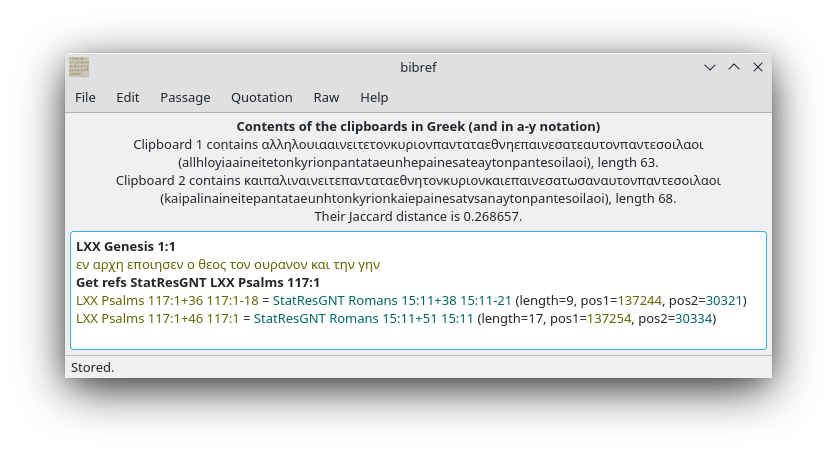 bibref
File Edit Passage Quotation Raw Help
Contents of the clipboards in Greek (and in a-y notation)
Clipboard 1 contains αλληλουιααινειτετονκυριονπανταταεθνηεπαινεσατεαυτονπαντεσοιλαοι
(allhloyiaaineitetonkyrionpantataeunhepainesateaytonpantesoilaoi), length 63.
Clipboard 2 contains καιπαλιναινειτεπανταταεθνητονκυριονκαιεπαινεσατωσαναυτονπαντεσοιλαοι
(kaipalinaineitepantataeunhtonkyrionkaiepainesatvsanaytonpantesoilaoi), length 68.
Their Jaccard distance is 0.268657.
LXX Genesis 1:1
εν αρχη εποιησεν ο θεος τον ουρανον και την γην
Get refs StatResGNT LXX Psalms 117:1
LXX Psalms 117:1+36 117:1-18 = StatResGNT Romans 15:11+38 15:11-21 (length=9, pos1=137244, pos2=30321)
LXX Psalms 117:1+46 117:1 = StatResGNT Romans 15:11+51 15:11 (length=17, pos1=137254, pos2=30334)
Stored.